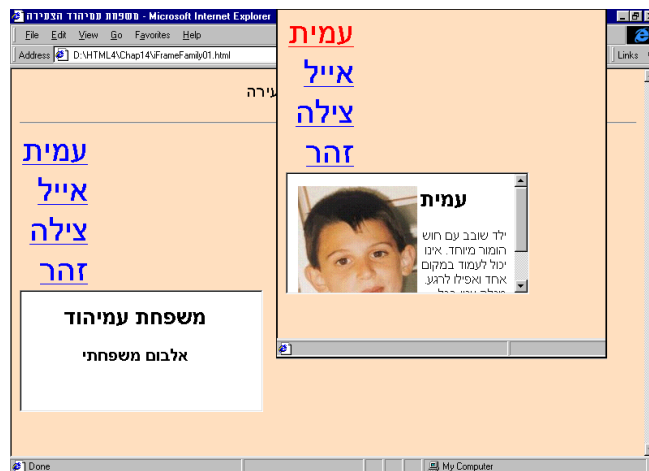 משפחת עמיהוד הצעירה - Microsoft Internet Explorer
File Edit View Go Favorites Help
Address D:\HTML4\Chap14\iFrameFamily01.html
Links
עירה
עמית
אייל
צילה
זהר
משפחת עמיהוד
אלבום משפחתי
עמית
אייל
צילה
זהר
עמית
ילד שובב עם חוש
הומור מיוחד. אינו
יכול לעמוד במקום
אחד ואפילו לרגע.
Done
My Computer